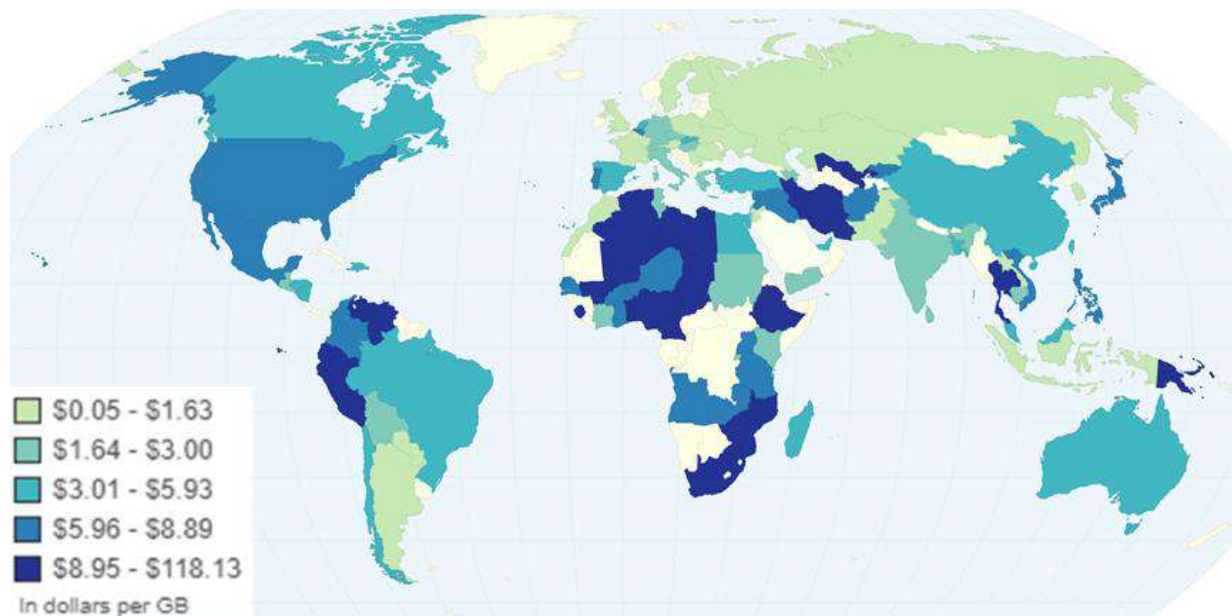 $0.05 - $1.63
$1.64 - $3.00
$3.01 - $5.93
$5.96 - $8.89
$8.95 - $118.13
In dollars per GB